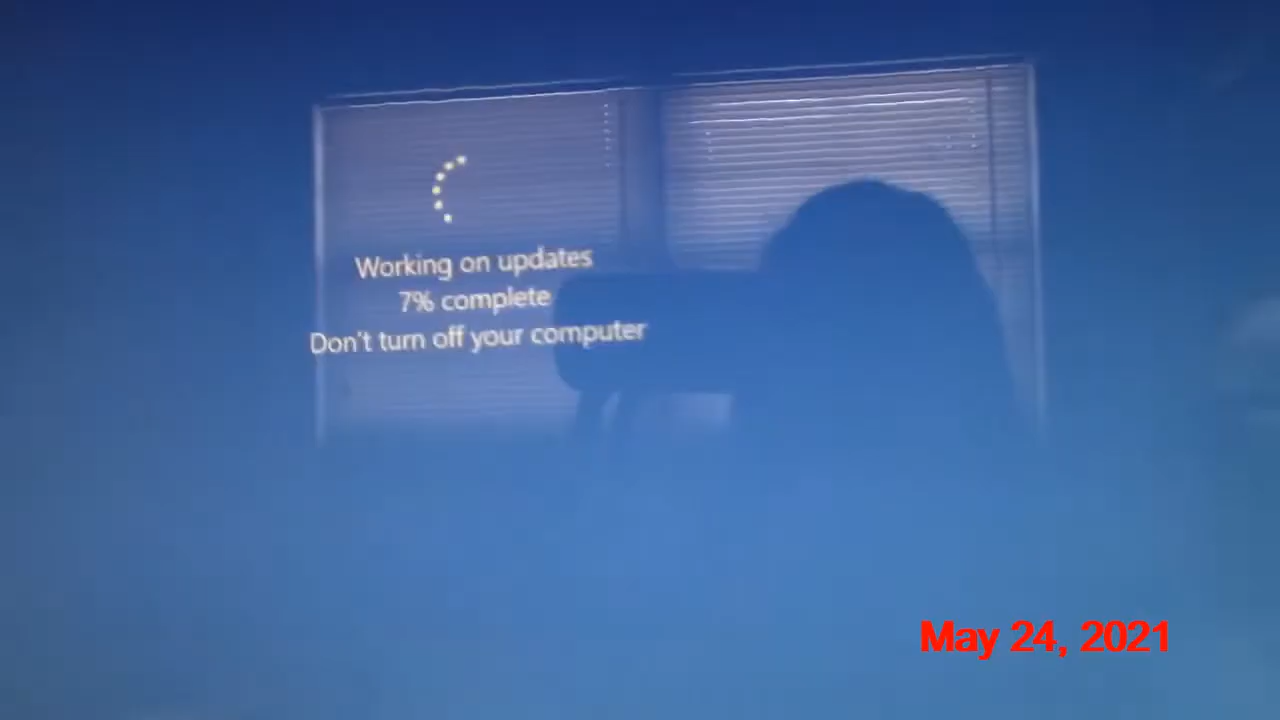 Working on updates
7% complete
Don't turn off your computer
May 24, 2021